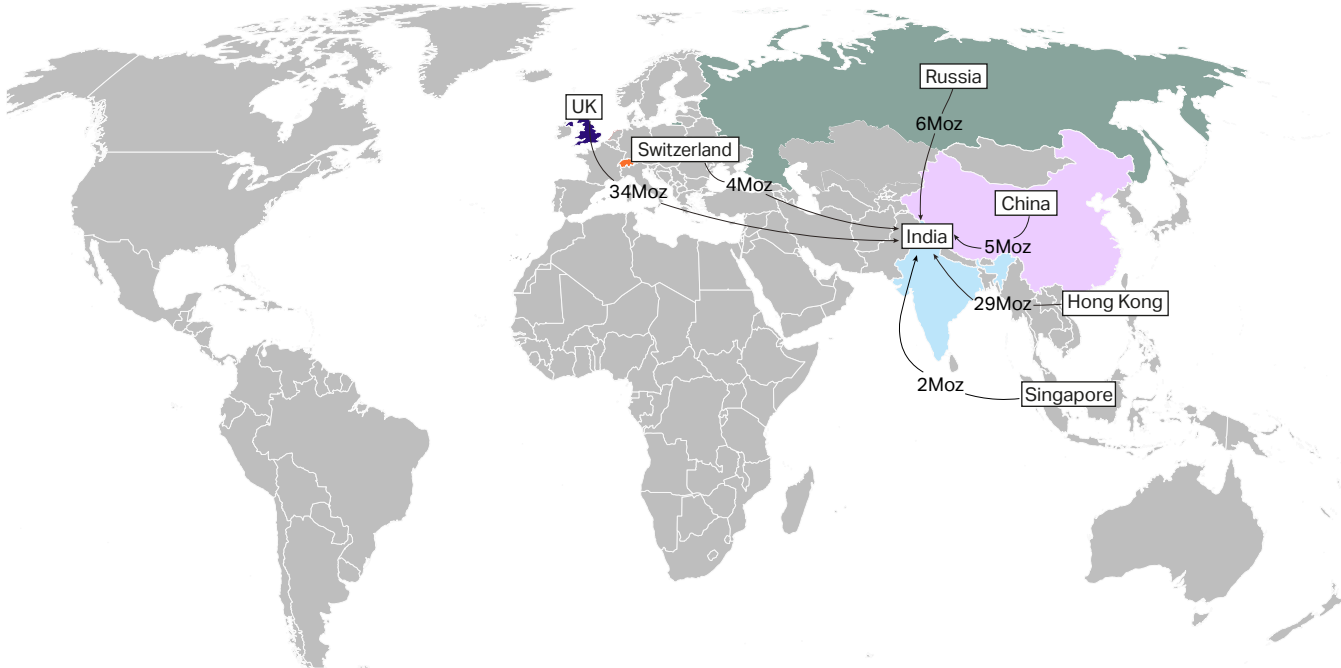 Russia
UK
6Moz
Switzerland
4Moz
34Moz
China
India
5Moz
29Moz
Hong Kong
2Moz
Singapore